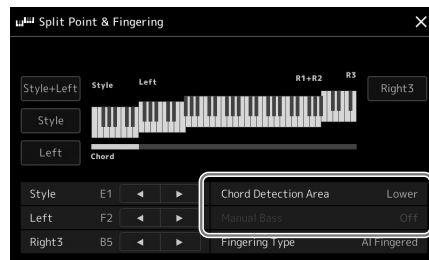 Split Point & Fingering
Style+Left
Style
Left
R1+R2
R3
Right3
Style
Left
Chord
Style E1
Chord Detection Area Lower
Left F2
Manual Bass Off
Right3 B5
Fingering Type AI Fingered